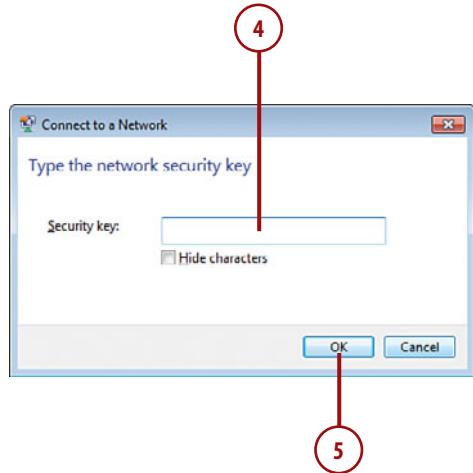 4
Connect to a Network
Type the network security key
Security key:
Hide characters
OK
Cancel
5